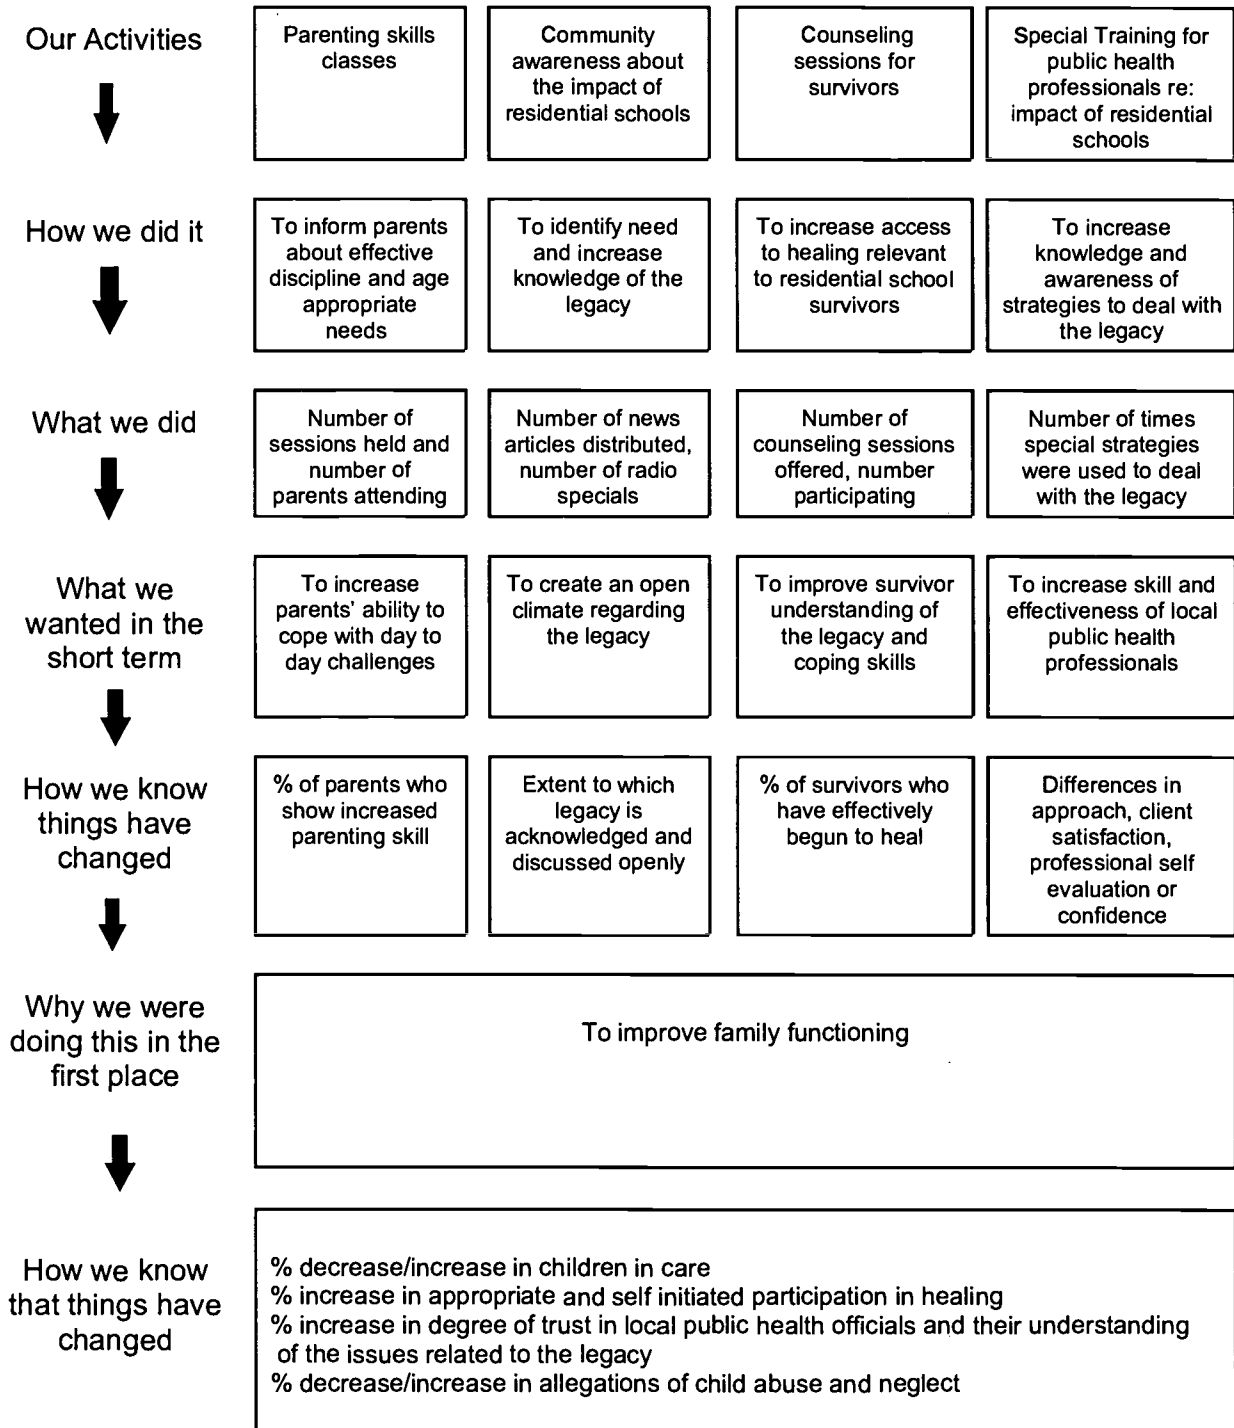 Our Activities
Parenting skills
classes
Community
awareness about
the impact of
residential schools
Counseling
sessions for
survivors
Special Training for
public health
professionals re:
impact of residential
schools
How we did it
To inform parents
about effective
discipline and age
appropriate
needs
To identify need
and increase
knowledge of the
legacy
To increase access
to healing relevant
to residential school
survivors
To increase
knowledge and
awareness of
strategies to deal with
the legacy
What we did
Number of
sessions held and
number of
parents attending
Number of news
articles distributed,
number of radio
specials
Number of
counseling sessions
offered, number
participating
Number of times
special strategies
were used to deal
with the legacy
What we
wanted in the
short term
To increase
parents' ability to
cope with day to
day challenges
To create an open
climate regarding
the legacy
To improve survivor
understanding of
the legacy and
coping skills
To increase skill and
effectiveness of local
public health
professionals
How we know
things have
changed
% of parents who
show increased
parenting skill
Extent to which
legacy is
acknowledged and
discussed openly
% of survivors who
have effectively
begun to heal
Differences in
approach, client
satisfaction,
professional self
evaluation or
confidence
Why we were
doing this in the
first place
To improve family functioning
How we know
that things have
changed
% decrease/increase in children in care
% increase in appropriate and self initiated participation in healing
% increase in degree of trust in local public health officials and their understanding
of the issues related to the legacy
% decrease/increase in allegations of child abuse and neglect